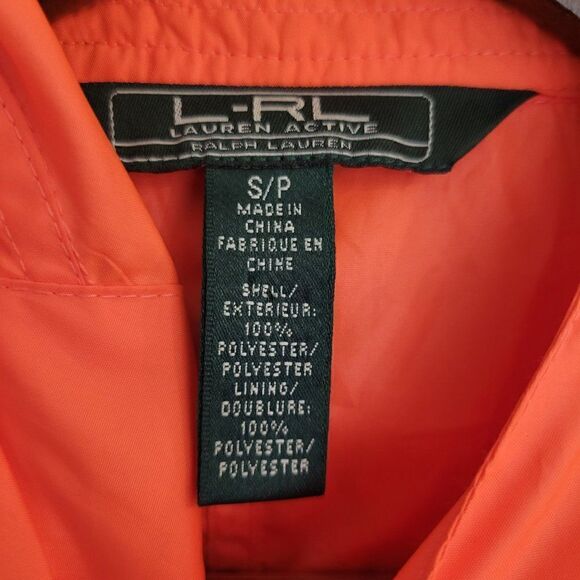 L-RL
LAUREN ACTIVE
RALPH LAUREN
S/P
MADE IN
CHINA
FABRIQUE EN
CHINE
SHELL/
EXTERIEUR:
100%
POLYESTER/
POLYESTER
LINING/
DOUBLURE:
100%
POLYESTER/
POLYESTER